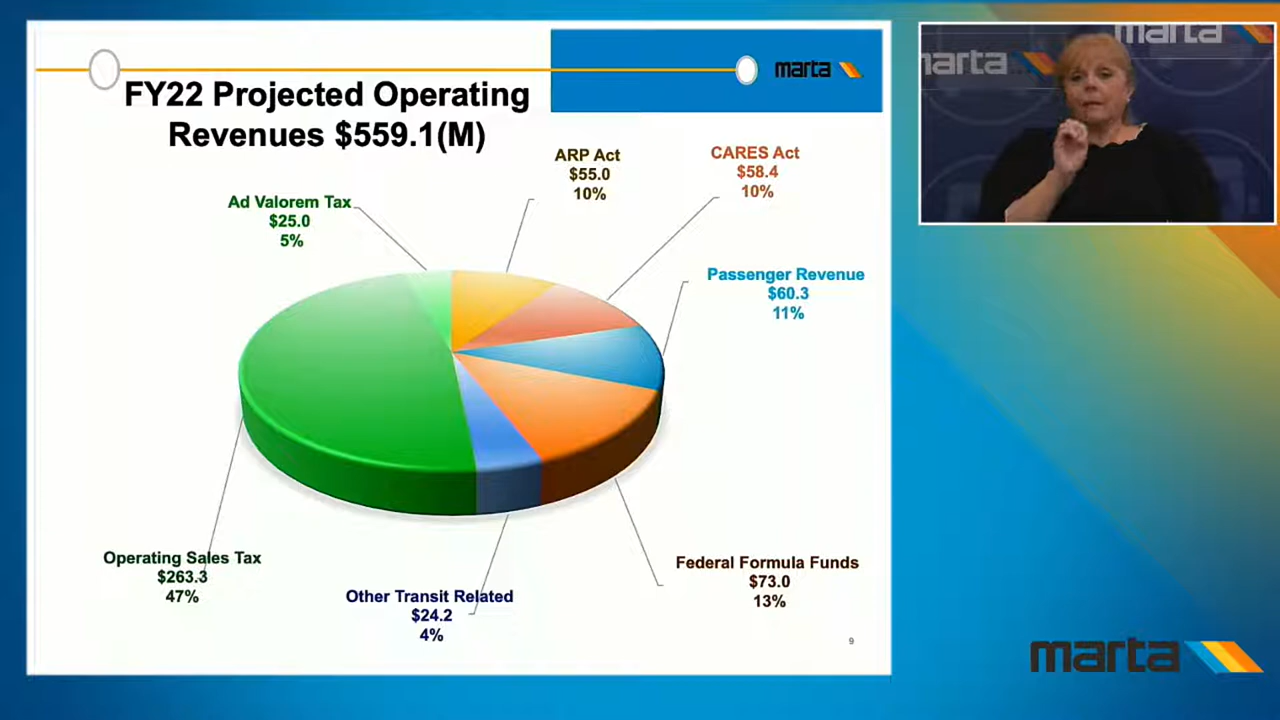 marta
FY22 Projected Operating
Revenues $559.1(M)
ARP Act
$55.0
10%
CARES Act
$58.4
10%
Ad Valorem Tax
$25.0
5%
Passenger Revenue
$60.3
11%
Operating Sales Tax
$263.3
47%
Other Transit Related
$24.2
4%
Federal Formula Funds
$73.0
13%
9
marta
marta
marta